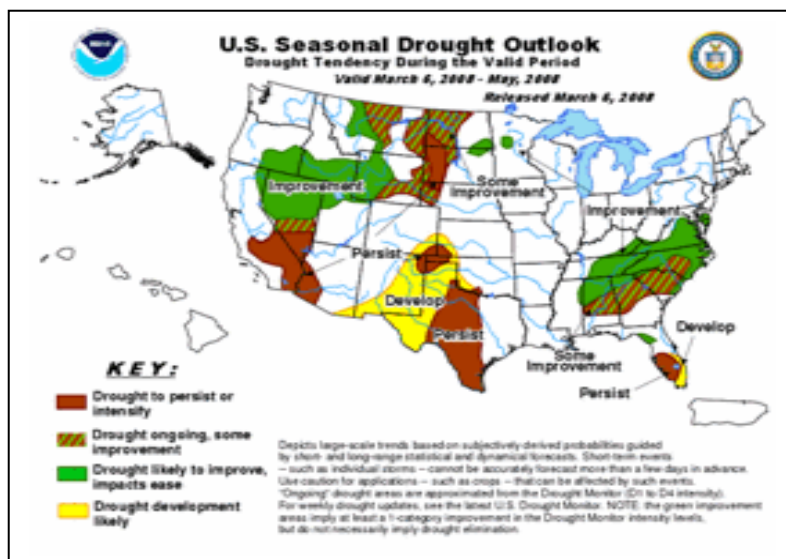 U.S. Seasonal Drought Outlook
Drought Tendency During the Valid Period
Valid March 6, 2008 - May, 2008
Released March 6, 2008
Improvement
Some
Improvement
Improvement
Persist
Develop
Persist
Some
Improvement
Develop
Persist
KEY:
Drought to persist or
intensify
Drought ongoing, some
improvement
Drought likely to improve,
impacts ease
Drought development
likely
Depicts large-scale trends based on subjectively derived probabilities guided
by short- and long-range statistical and dynamical forecasts. Short-term events
-- such as individual storms -- cannot be accurately forecast more than a few days in advance.
Use caution for applications -- such as crops -- that can be affected by such events.
"Ongoing" drought areas are approximated from the Drought Monitor (D1 to D4 intensity).
For weekly drought updates, see the latest U.S. Drought Monitor. NOTE: the green improvement
areas imply at least a 1-category improvement in the Drought Monitor intensity levels,
but do not necessarily imply drought elimination.